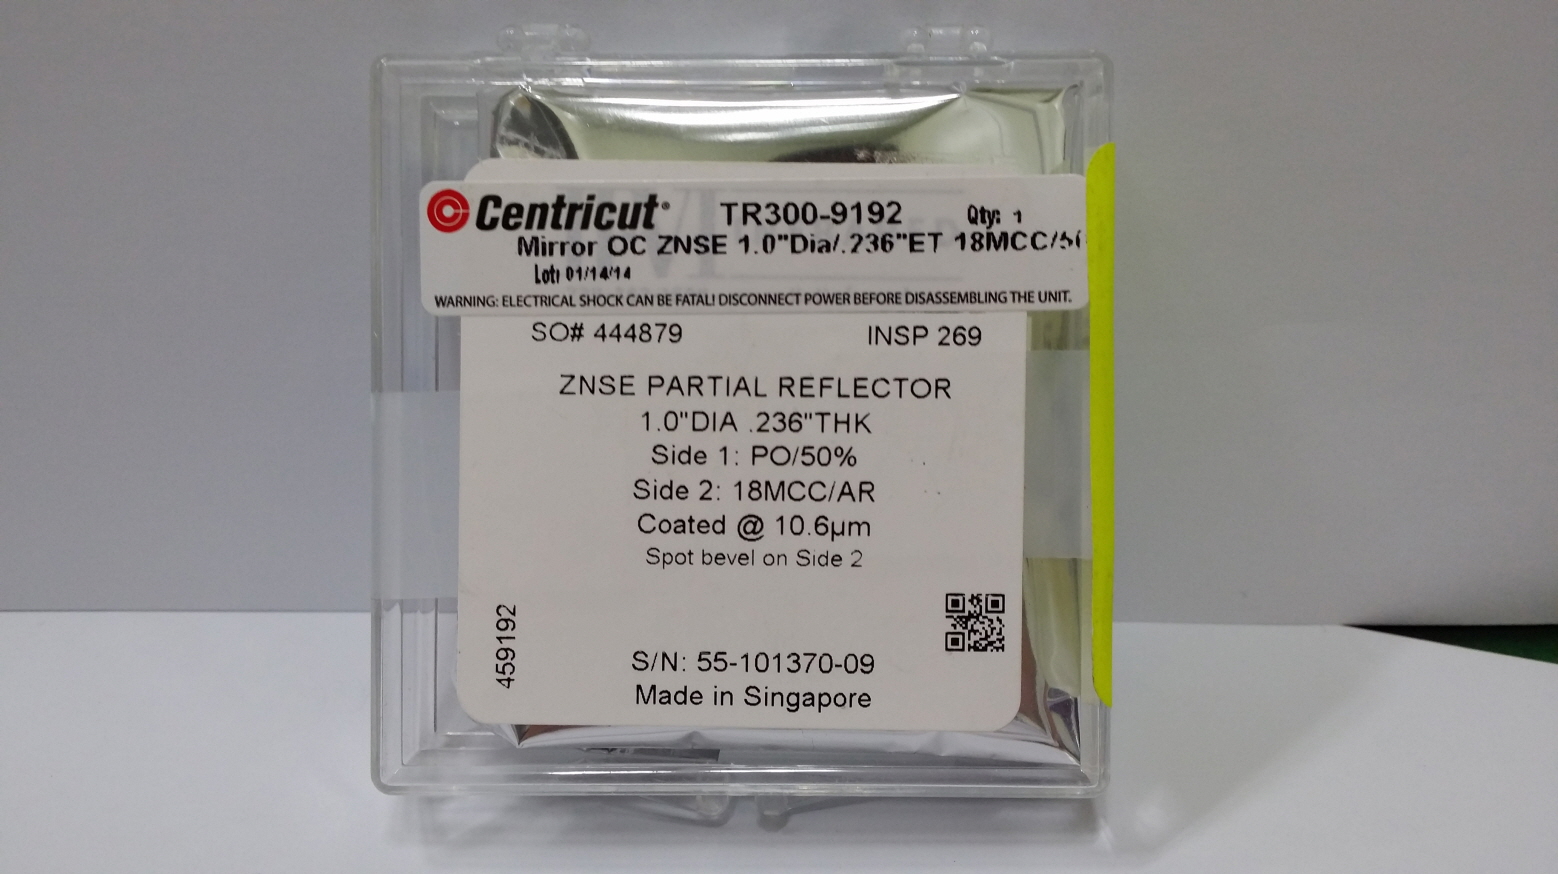 Centricut® TR300-9192 Qty: 1
Mirror OC ZNSE 1.0"Dia/.236"ET 18MCC/5
Lot: 01/14/14
WARNING: ELECTRICAL SHOCK CAN BE FATAL! DISCONNECT POWER BEFORE DISASSEMBLING THE UNIT.
SO# 444879 INSP 269
ZNSE PARTIAL REFLECTOR
1.0"DIA .236"THK
Side 1: PO/50%
Side 2: 18MCC/AR
Coated @ 10.6µm
Spot bevel on Side 2
459192
S/N: 55-101370-09
Made in Singapore